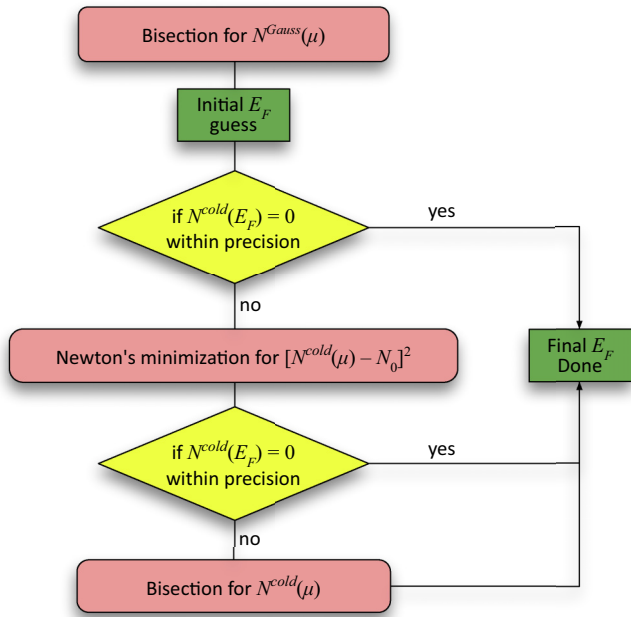 Bisection for N^Gauss(μ)
Initial E_F
guess
if N^cold(E_F) = 0
within precision
yes
no
Newton's minimization for [N^cold(μ) – N_0]^2
Final E_F
Done
if N^cold(E_F) = 0
within precision
yes
no
Bisection for N^cold(μ)